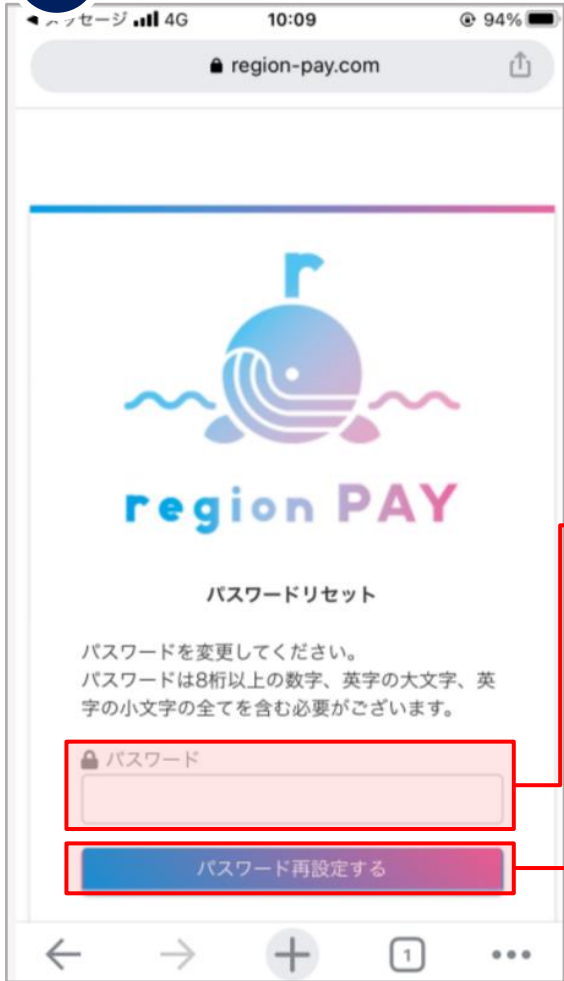 メッセージ 4G 10:09 94%
region-pay.com
r
region PAY
パスワードリセット
パスワードを変更してください。
パスワードは8桁以上の数字、英字の大文字、英
字の小文字の全てを含む必要がございます。
パスワード
パスワード再設定する
1